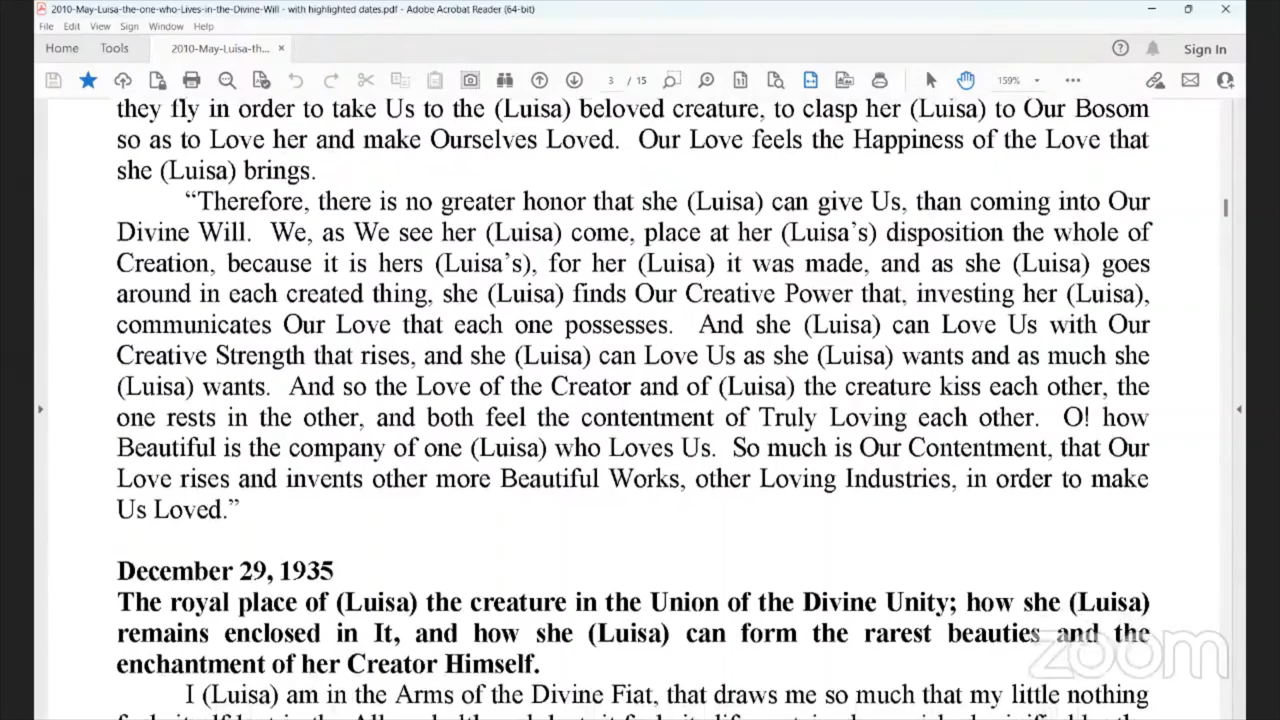 2010-May-Luisa-the-one-who-Lives-in-the-Divine-Will - with highlighted dates.pdf - Adobe Acrobat Reader (64-bit)
File Edit View Sign Window Help
Home Tools 2010-May-Luisa-th... × Sign In
3 / 15 159%
they fly in order to take Us to the (Luisa) beloved creature, to clasp her (Luisa) to Our Bosom
so as to Love her and make Ourselves Loved. Our Love feels the Happiness of the Love that
she (Luisa) brings.
“Therefore, there is no greater honor that she (Luisa) can give Us, than coming into Our
Divine Will. We, as We see her (Luisa) come, place at her (Luisa’s) disposition the whole of
Creation, because it is hers (Luisa’s), for her (Luisa) it was made, and as she (Luisa) goes
around in each created thing, she (Luisa) finds Our Creative Power that, investing her (Luisa),
communicates Our Love that each one possesses. And she (Luisa) can Love Us with Our
Creative Strength that rises, and she (Luisa) can Love Us as she (Luisa) wants and as much she
(Luisa) wants. And so the Love of the Creator and of (Luisa) the creature kiss each other, the
one rests in the other, and both feel the contentment of Truly Loving each other. O! how
Beautiful is the company of one (Luisa) who Loves Us. So much is Our Contentment, that Our
Love rises and invents other more Beautiful Works, other Loving Industries, in order to make
Us Loved.”
December 29, 1935
The royal place of (Luisa) the creature in the Union of the Divine Unity; how she (Luisa)
remains enclosed in It, and how she (Luisa) can form the rarest beauties and the
enchantment of her Creator Himself.
zoom
I (Luisa) am in the Arms of the Divine Fiat, that draws me so much that my little nothing